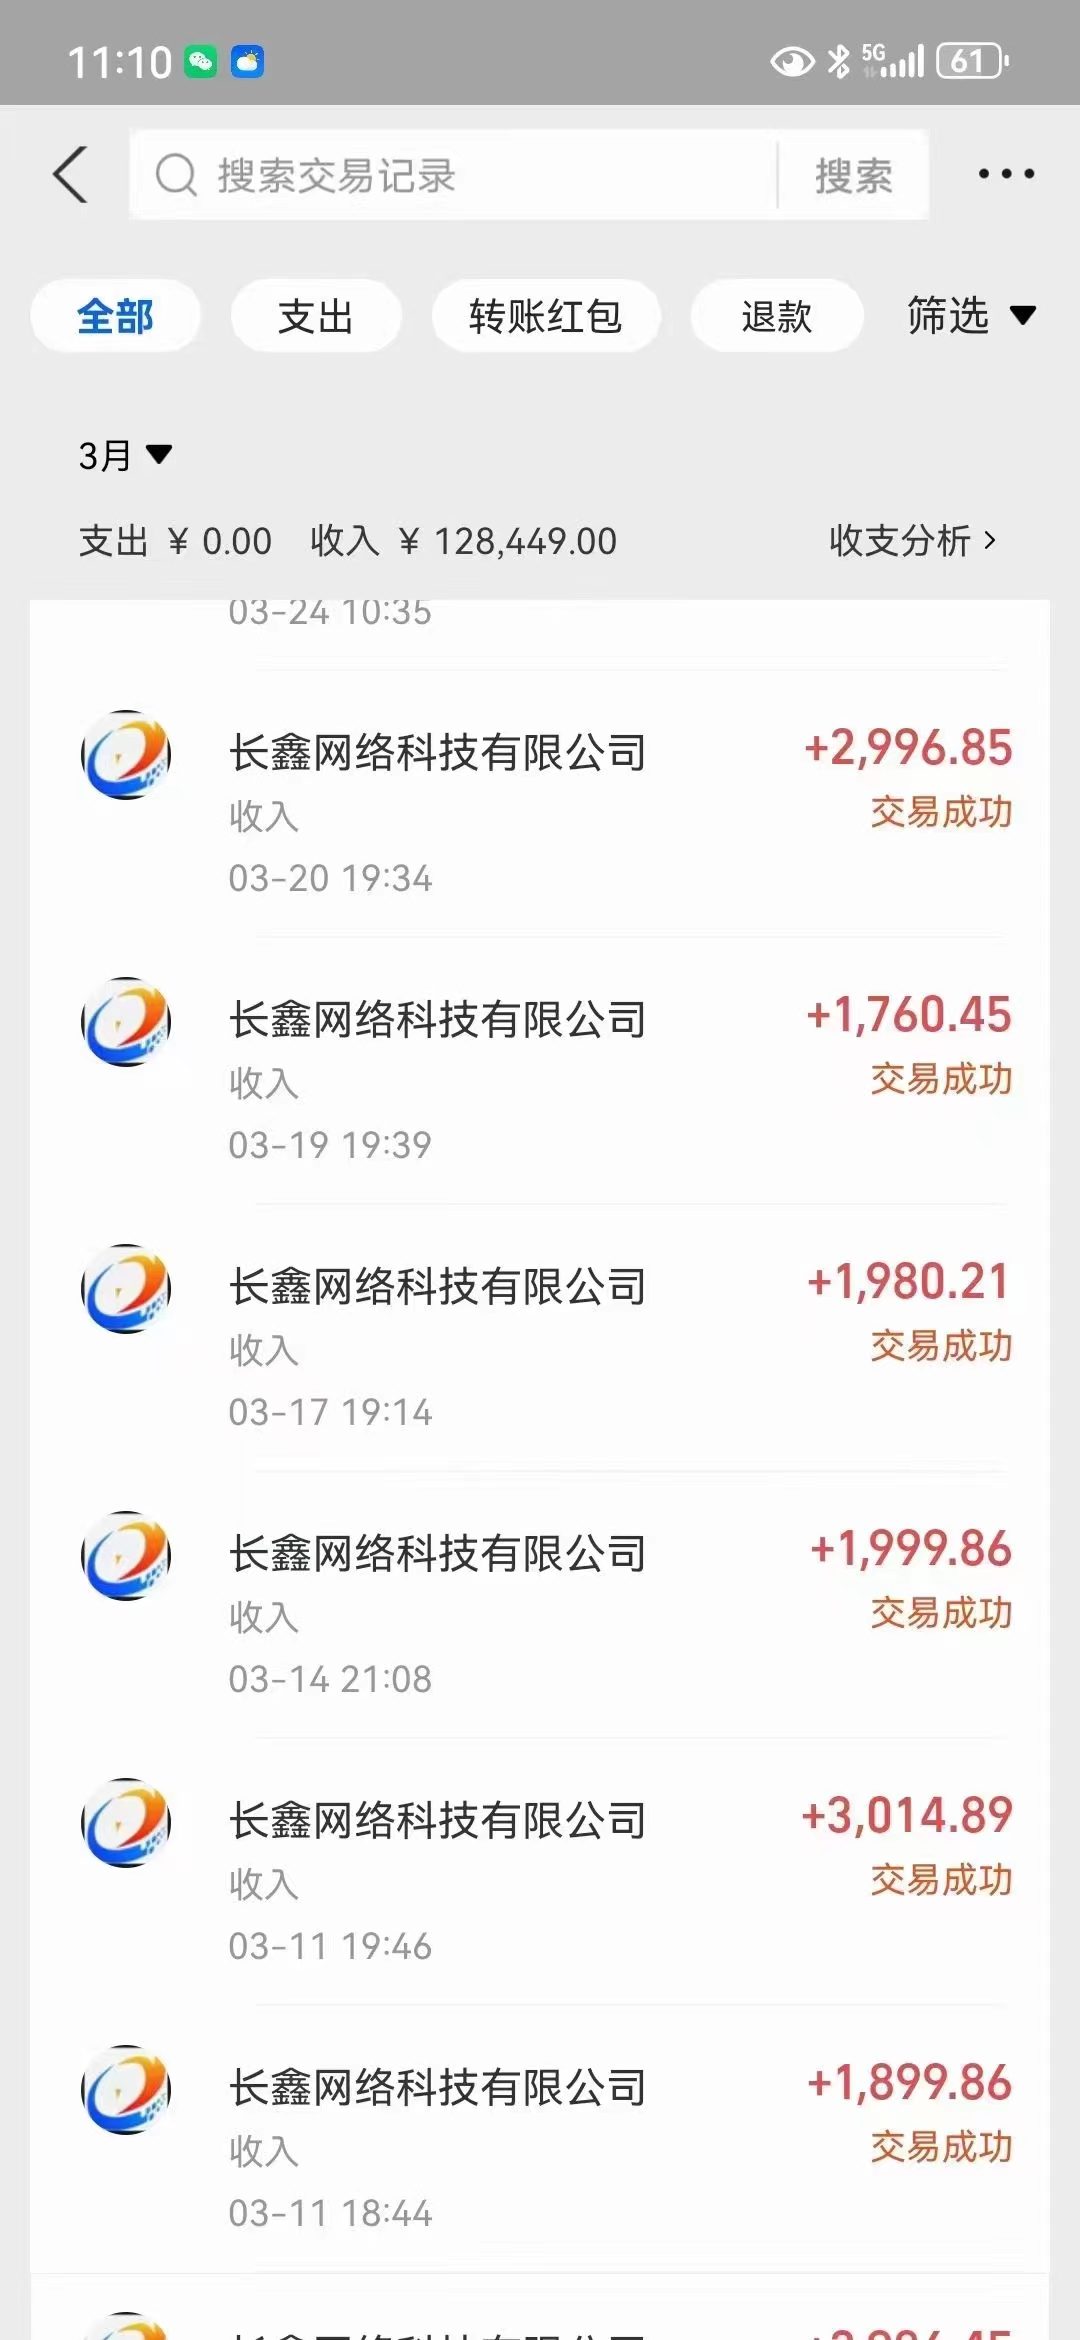 11:10 5G 61
搜索交易记录 搜索
全部 支出 转账红包 退款 筛选
3月
支出 ¥ 0.00 收入 ¥ 128,449.00 收支分析
03-24 10:35
长鑫网络科技有限公司 +2,996.85
收入 交易成功
03-20 19:34
长鑫网络科技有限公司 +1,760.45
收入 交易成功
03-19 19:39
长鑫网络科技有限公司 +1,980.21
收入 交易成功
03-17 19:14
长鑫网络科技有限公司 +1,999.86
收入 交易成功
03-14 21:08
长鑫网络科技有限公司 +3,014.89
收入 交易成功
03-11 19:46
长鑫网络科技有限公司 +1,899.86
收入 交易成功
03-11 18:44